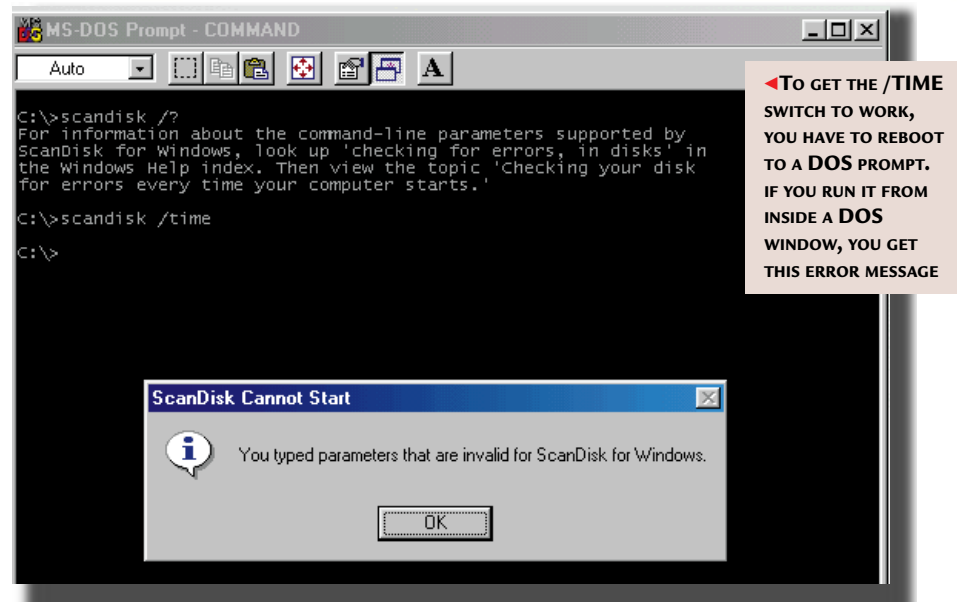 MS-DOS Prompt - COMMAND
Auto
A
C:\>scandisk /?
For information about the command-line parameters supported by
ScanDisk for Windows, look up 'checking for errors, in disks' in
the Windows Help index. Then view the topic 'Checking your disk
for errors every time your computer starts.'
C:\>scandisk /time
C:\>
◄TO GET THE /TIME
SWITCH TO WORK,
YOU HAVE TO REBOOT
TO A DOS PROMPT.
IF YOU RUN IT FROM
INSIDE A DOS
WINDOW, YOU GET
THIS ERROR MESSAGE
ScanDisk Cannot Start
You typed parameters that are invalid for ScanDisk for Windows.
OK